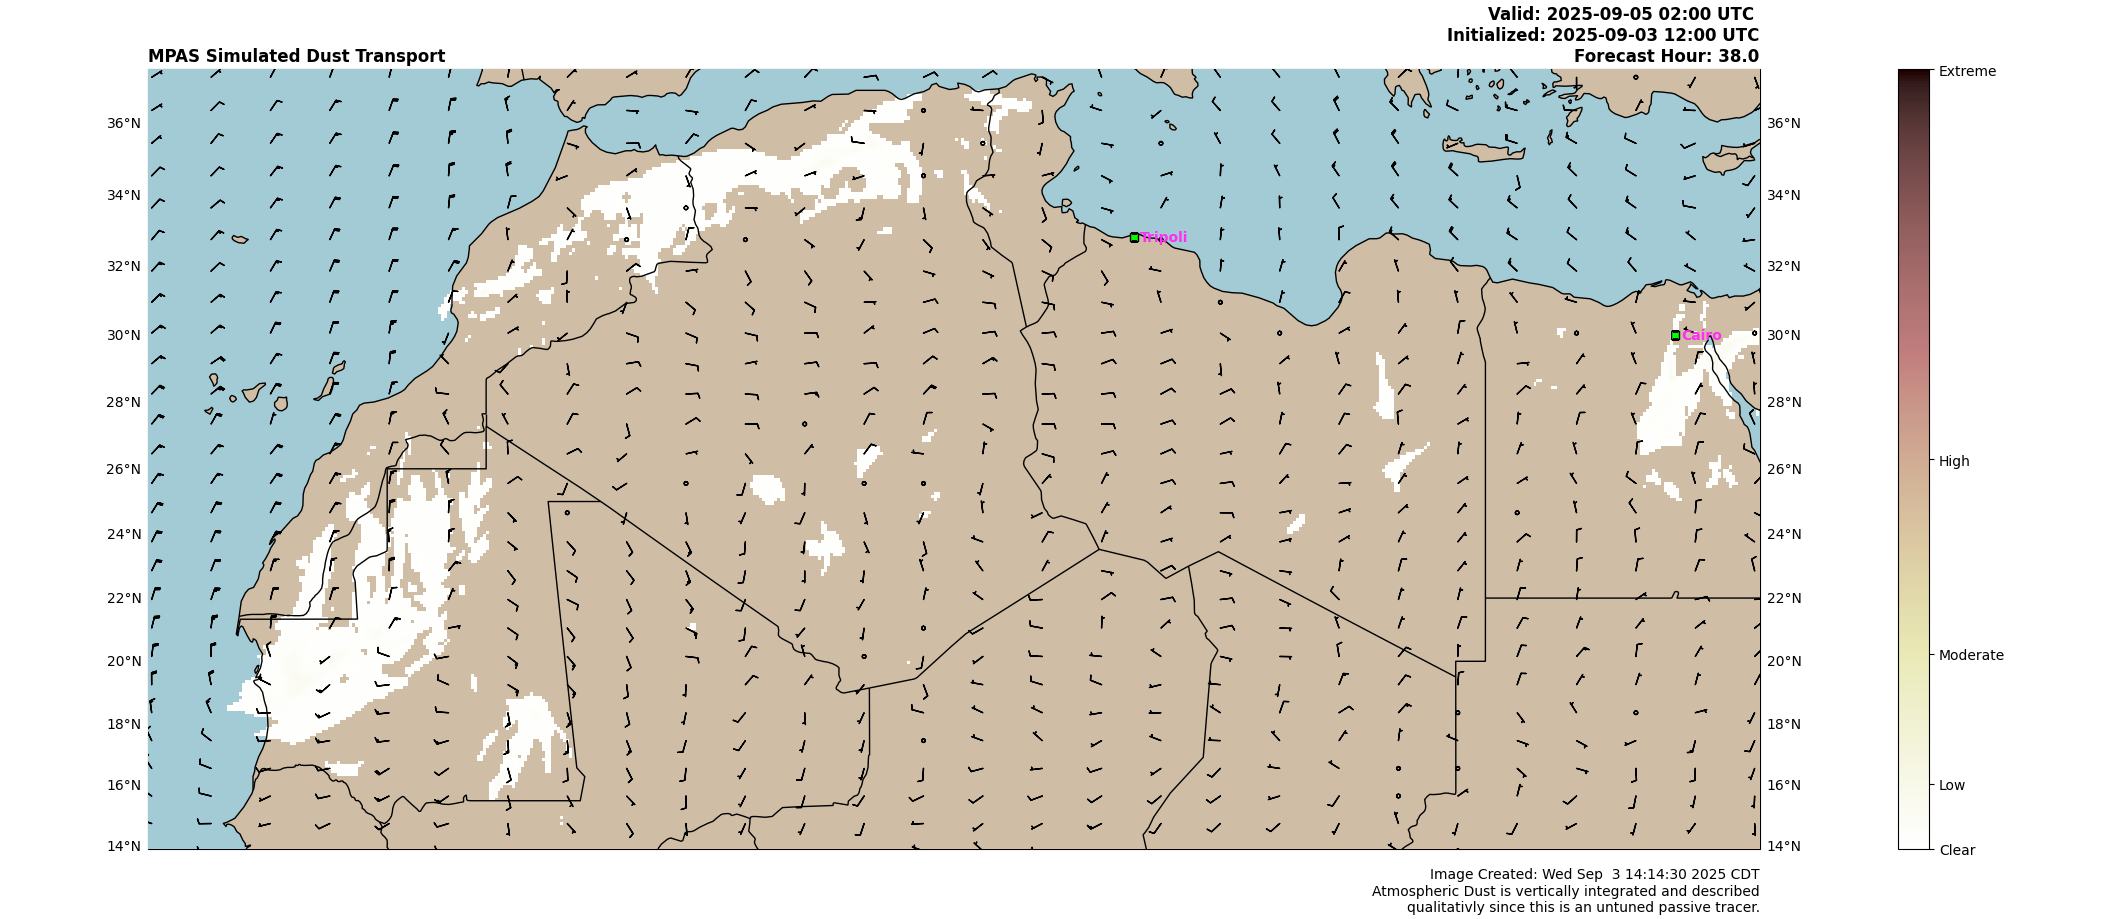 Valid: 2025-09-05 02:00 UTC
Initialized: 2025-09-03 12:00 UTC
MPAS Simulated Dust Transport
Forecast Hour: 38.0
Extreme
36°N
36°N
34°N
34°N
Tripoli
32°N
32°N
30°N
Cairo
30°N
28°N
28°N
High
26°N
26°N
24°N
24°N
22°N
22°N
20°N
20°N
Moderate
18°N
18°N
16°N
16°N
Low
14°N
14°N
Clear
Image Created: Wed Sep  3 14:14:30 2025 CDT
Atmospheric Dust is vertically integrated and described
qualitativly since this is an untuned passive tracer.